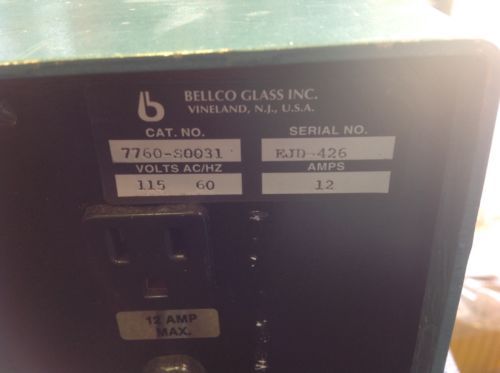 BELLCO GLASS INC.
VINELAND, N.J., U.S.A.
CAT. NO. SERIAL NO.
7760-S0031 EJD-426
VOLTS AC/HZ AMPS
115 60 12
12 AMP
MAX.